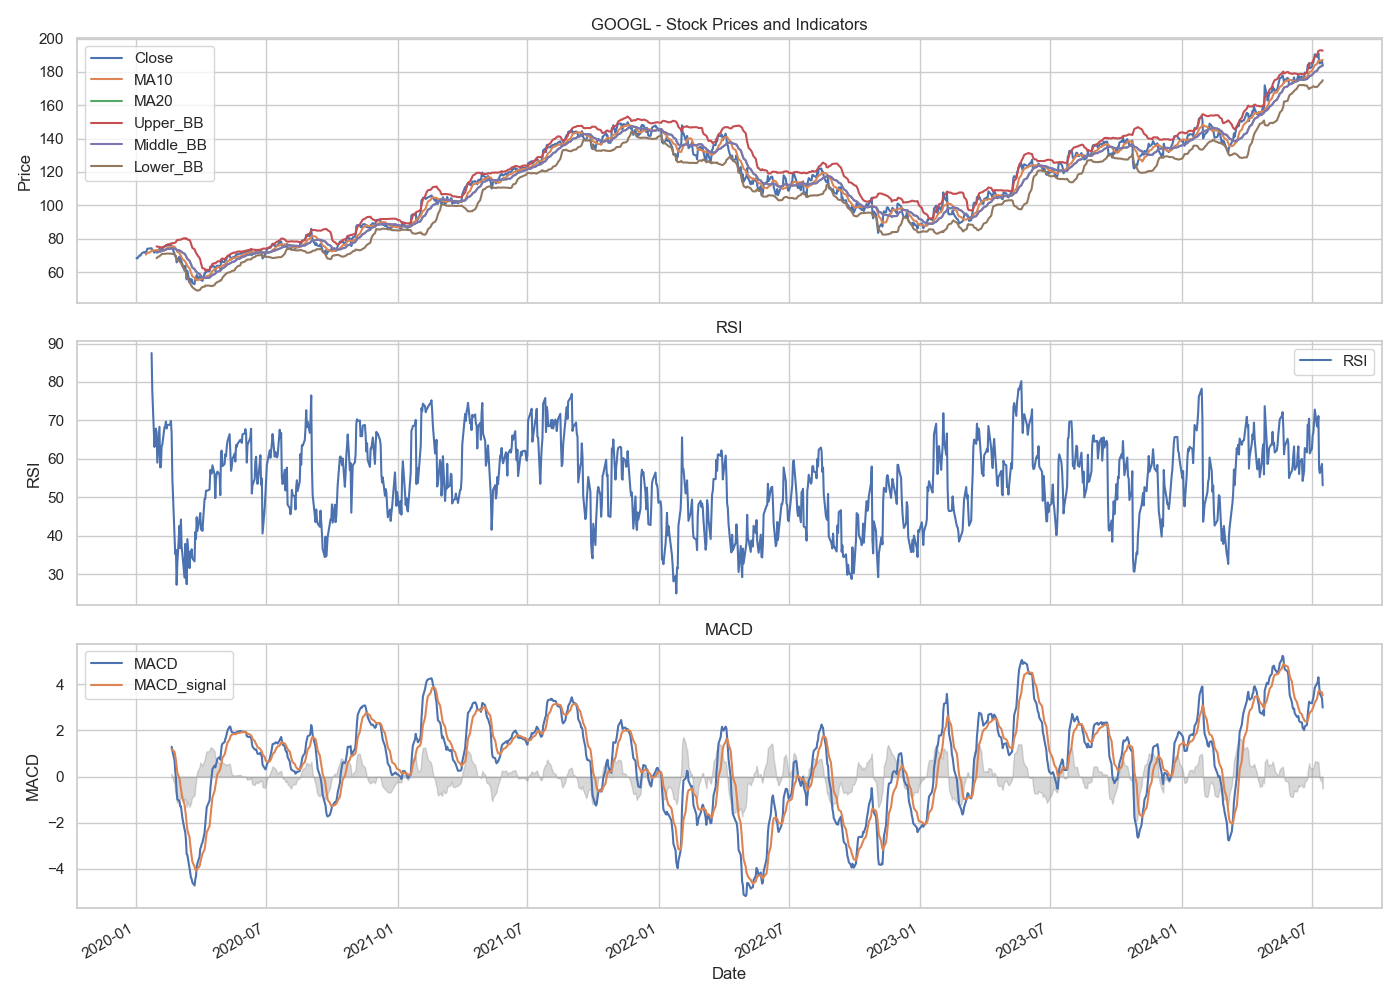 GOOGL - Stock Prices and Indicators
200
180
160
140
120
100
80
60
Price
Close
MA10
MA20
Upper_BB
Middle_BB
Lower_BB
RSI
90
80
70
60
50
40
30
RSI
RSI
MACD
4
2
0
−2
−4
MACD
MACD
MACD_signal
2020-01
2020-07
2021-01
2021-07
2022-01
2022-07
2023-01
2023-07
2024-01
2024-07
Date